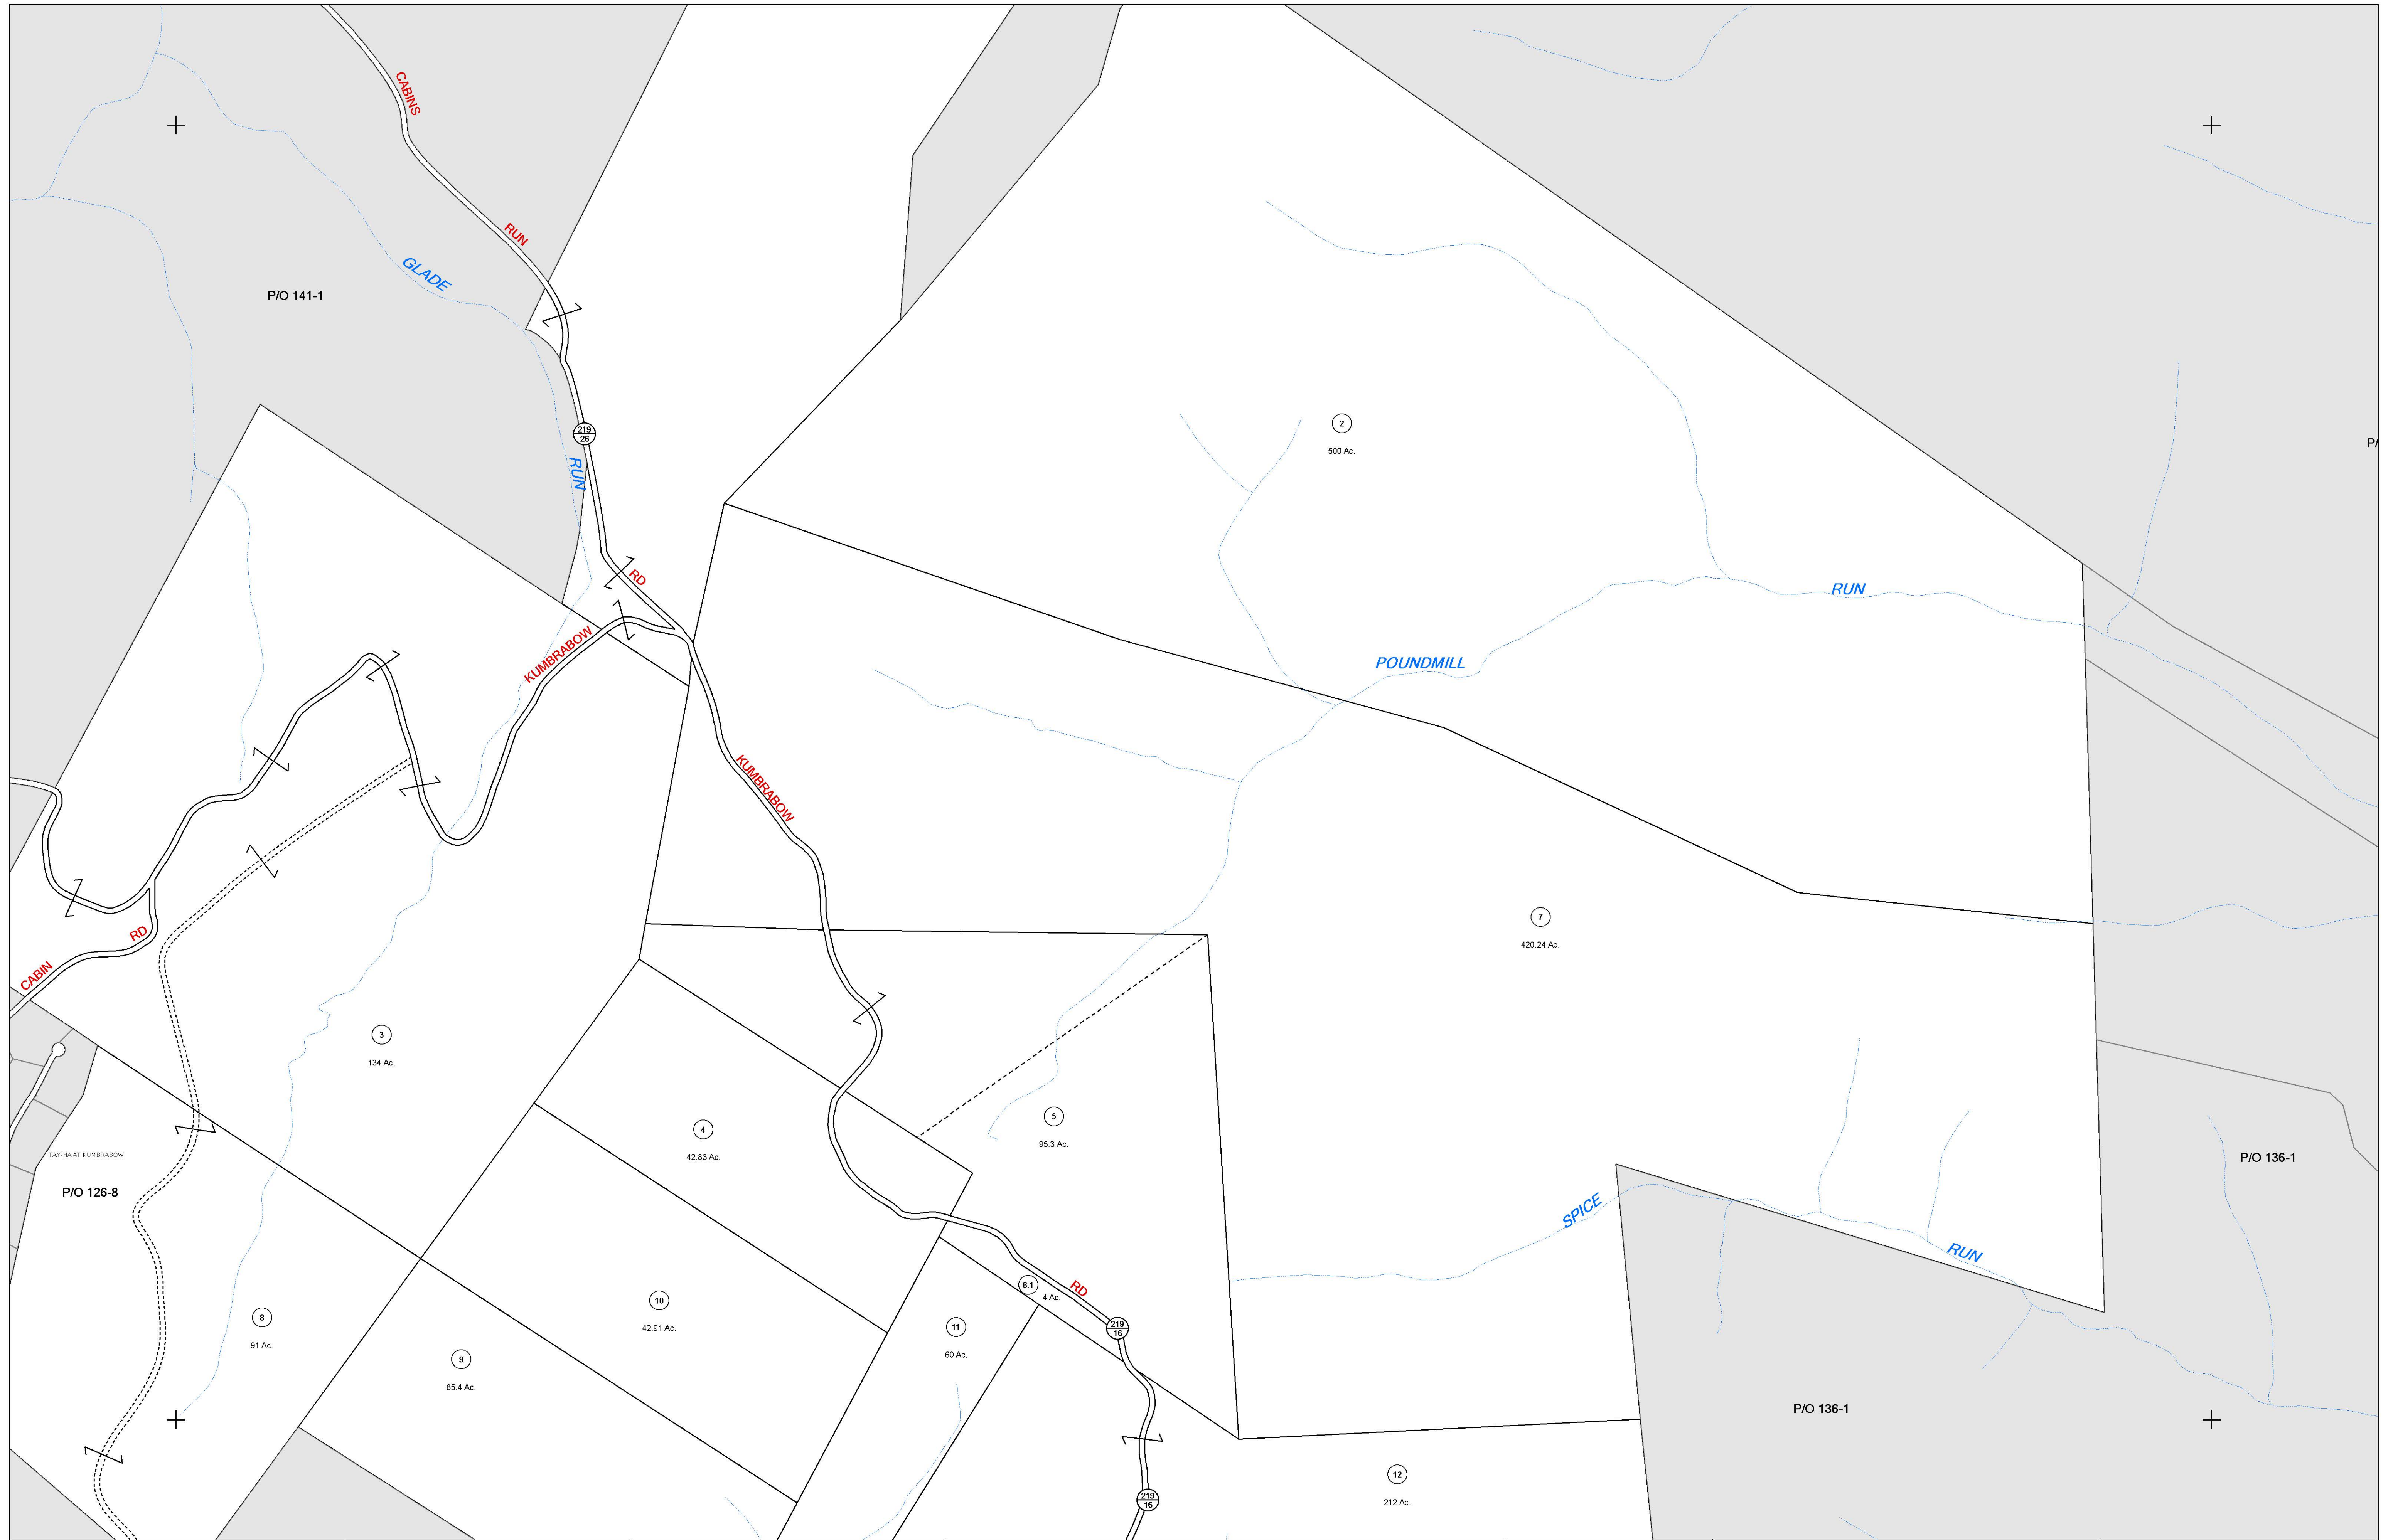 CABINS
RUN
GLADE
P/O 141-1
219
26
RUN
RD
2
500 Ac.
P/
RUN
KUMBRABOW
POUNDMILL
KUMBRABOW
7
420.24 Ac.
RD
CABIN
3
134 Ac.
4
42.83 Ac.
5
95.3 Ac.
TAY-HA AT KUMBRABOW
P/O 126-8
P/O 136-1
SPICE
RUN
6.1
4 Ac.
RD
8
91 Ac.
10
42.91 Ac.
11
60 Ac.
219
16
9
85.4 Ac.
P/O 136-1
12
212 Ac.
219
16